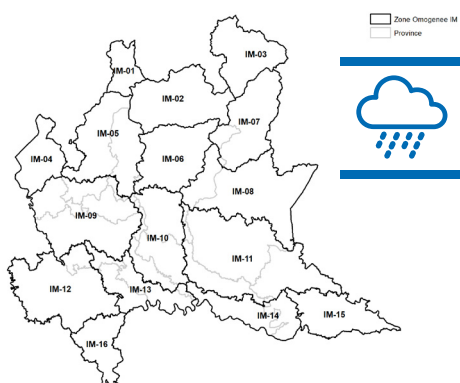 Zone Omogenee IM
Province
IM-01
IM-03
IM-02
IM-07
IM-05
IM-04
IM-06
IM-08
IM-09
IM-10
IM-11
IM-12
IM-13
IM-14
IM-15
IM-16